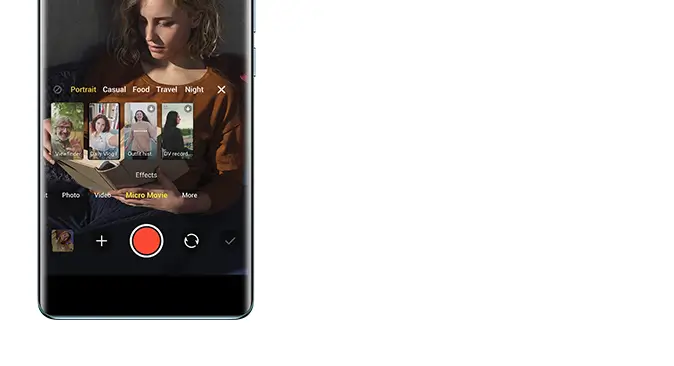 Portrait Casual Food Travel Night
Viewfinder Daily Vlog Outfit hist DV record..
Effects
t Photo Video Micro Movie More